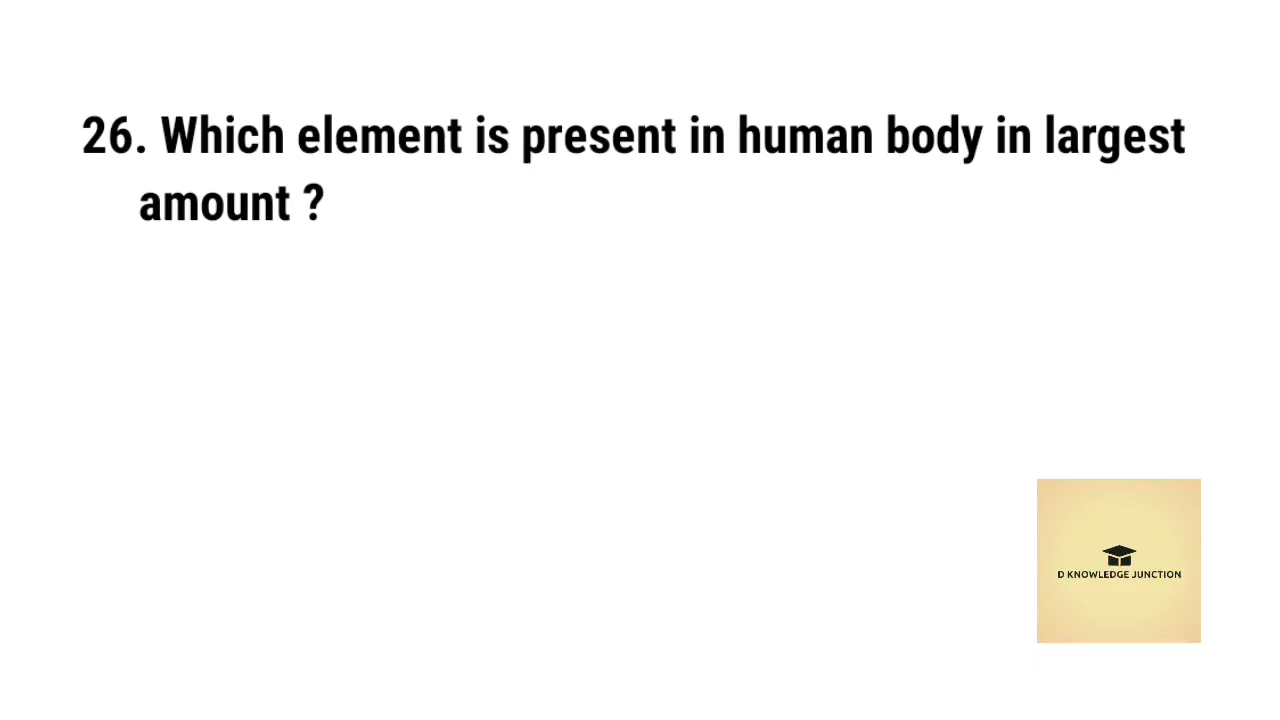 26. Which element is present in human body in largest
amount ?
D KNOWLEDGE JUNCTION